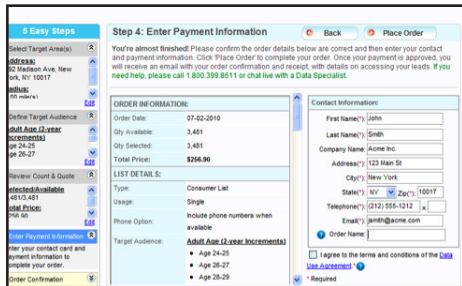 5 Easy Steps
Select Target Area(s)
address:
92 Madison Ave, New
York, NY 10017
Radius:
Edit
Define Target Audience
Adult Age (2-year
increments)
age 24-25
age 26-27
Edit
Review Count & Quote
selected/Available
,481/3,481
otal Price:
Edit
Enter Payment Information
nter your contact card and
ayment information to
omplete your order.
Order Confirmation
Step 4: Enter Payment Information
Back
Place Order
You're almost finished! Please confirm the order details below are correct and then enter your contact
and payment information. Click 'Place Order' to complete your order. Once your payment is approved, you
will receive an email with your order confirmation and receipt, with details on accessing your leads. If you
need help, please call 1.800.399.8611 or chat live with a Data Specialist.
ORDER INFORMATION:
Order Date: 07-02-2010
Qty Available: 3,481
Qty Selected: 3,481
Total Price: $256.90
LIST DETAILS:
Type: Consumer List
Usage: Single
Phone Option: Include phone numbers when
available
Target Audience: Adult Age (2-year Increments)
• Age 24-25
• Age 26-27
• Age 28-29
Contact Information:
First Name(*): John
Last Name(*): Smith
Company Name: Acme Inc.
Address(*): 123 Main St
City(*): New York
State(*): NY Zip(*): 10017
Telephone(*): (212) 555-1212 x
Email(*): jsmith@acme.com
Order Name:
I agree to the terms and conditions of the Data
Use Agreement.*
* Required